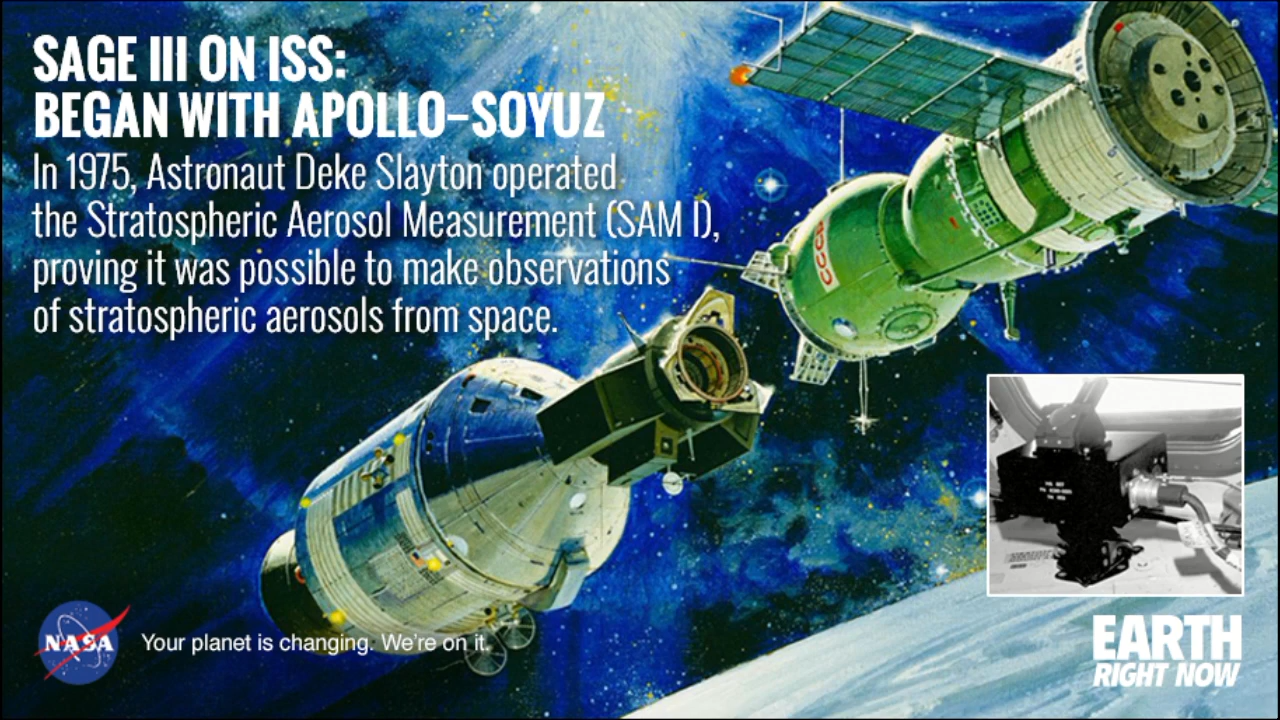 SAGE III ON ISS:
BEGAN WITH APOLLO–SOYUZ
In 1975, Astronaut Deke Slayton operated
the Stratospheric Aerosol Measurement (SAM I),
proving it was possible to make observations
of stratospheric aerosols from space.
CCCP
NASA
Your planet is changing. We're on it.
EARTH
RIGHT NOW